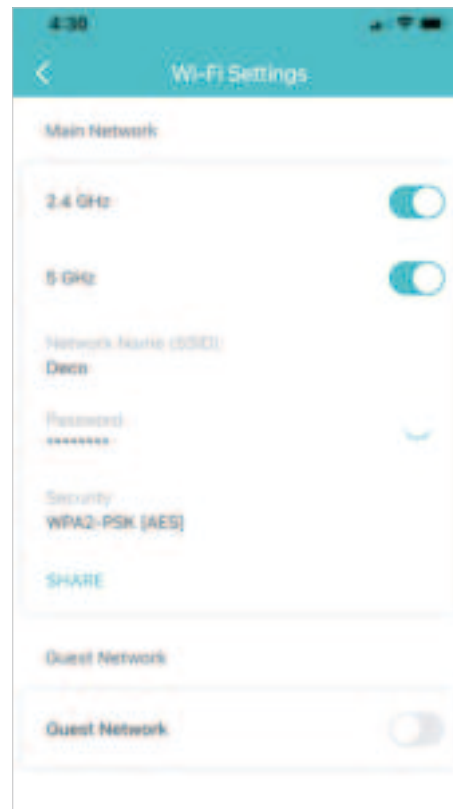 4:30
Wi-Fi Settings
Main Network
2.4 GHz
5 GHz
Network Name (SSID)
Deco
Password
********
Security
WPA2-PSK [AES]
SHARE
Guest Network
Guest Network